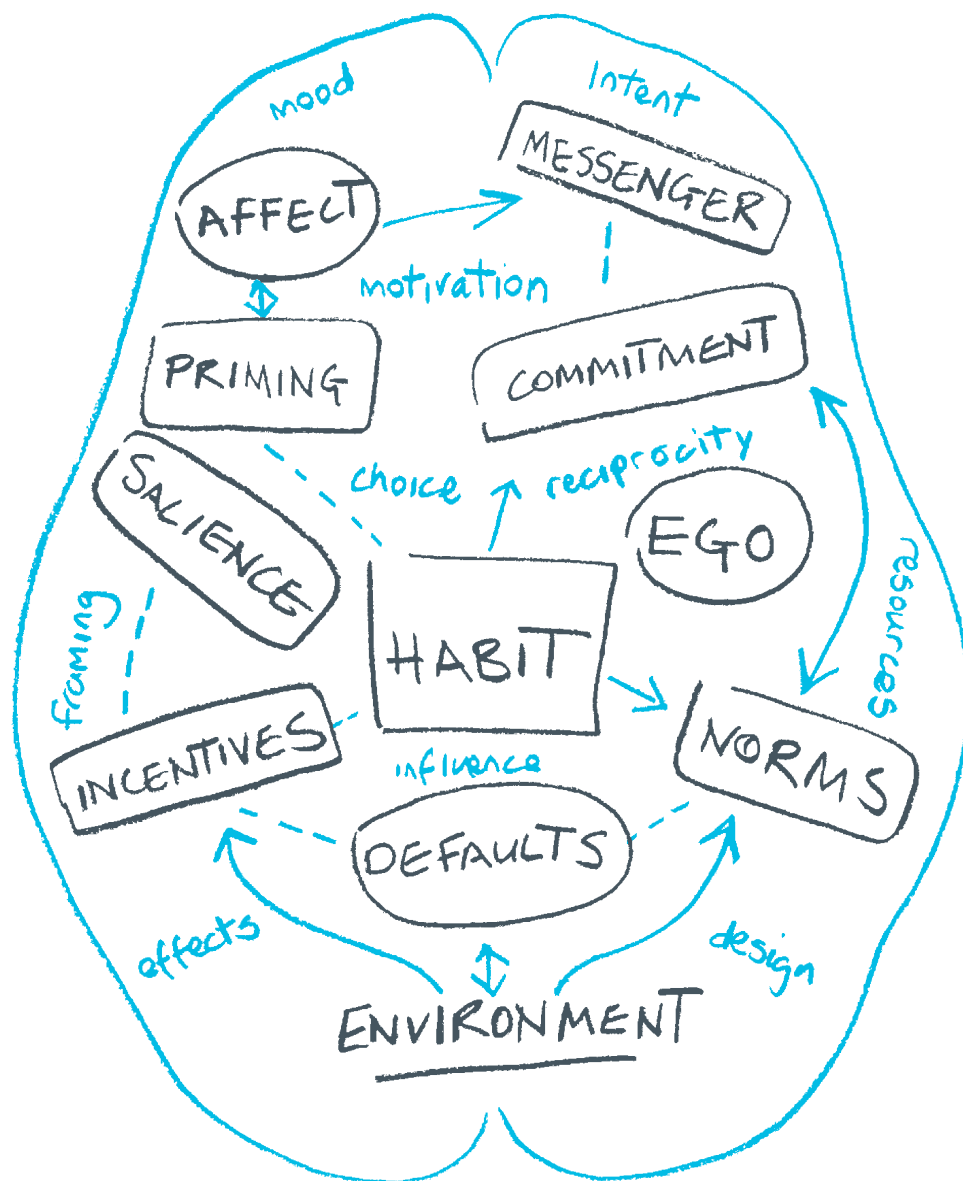 mood
Intent
MESSENGER
AFFECT
motivation
PRIMING
COMMITMENT
choice
reciprocity
SALIENCE
EGO
HABIT
framing
resources
INCENTIVES
NORMS
influence
DEFAULTS
effects
design
ENVIRONMENT